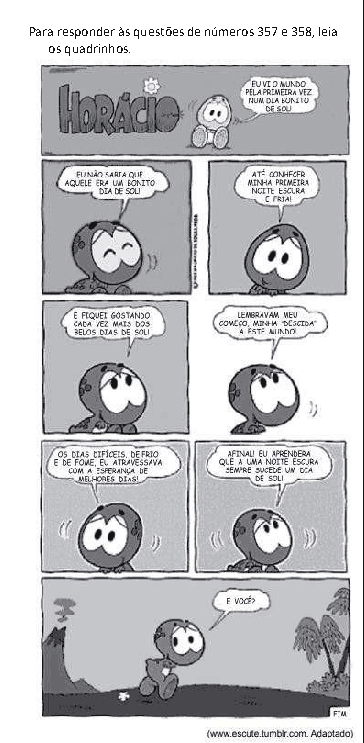 Para responder às questões de números 357 e 358, leia
os quadrinhos.
HORÁCIO
EU VI O MUNDO
PELA PRIMEIRA VEZ
NUM DIA BONITO
DE SOL!
EU NÃO SABIA QUE
AQUELE ERA UM BONITO
DIA DE SOL!
ATÉ CONHECER
MINHA PRIMEIRA
NOITE ESCURA
E FRIA!
E FIQUEI GOSTANDO
CADA VEZ MAIS DOS
BELOS DIAS DE SOL!
LEMBRAVAM MEU
COMEÇO, MINHA "DESCIDA"
A ESTE MUNDO!
OS DIAS DIFÍCEIS, DE FRIO
E DE FOME, EU ATRAVESSAVA
COM A ESPERANÇA DE
MELHORES DIAS!
AFINAL! EU APRENDERA
QUE A UMA NOITE ESCURA
SEMPRE SUCEDE UM DIA
DE SOL!
E VOCÊ?
FIM
(www.escute.tumblr.com. Adaptado)